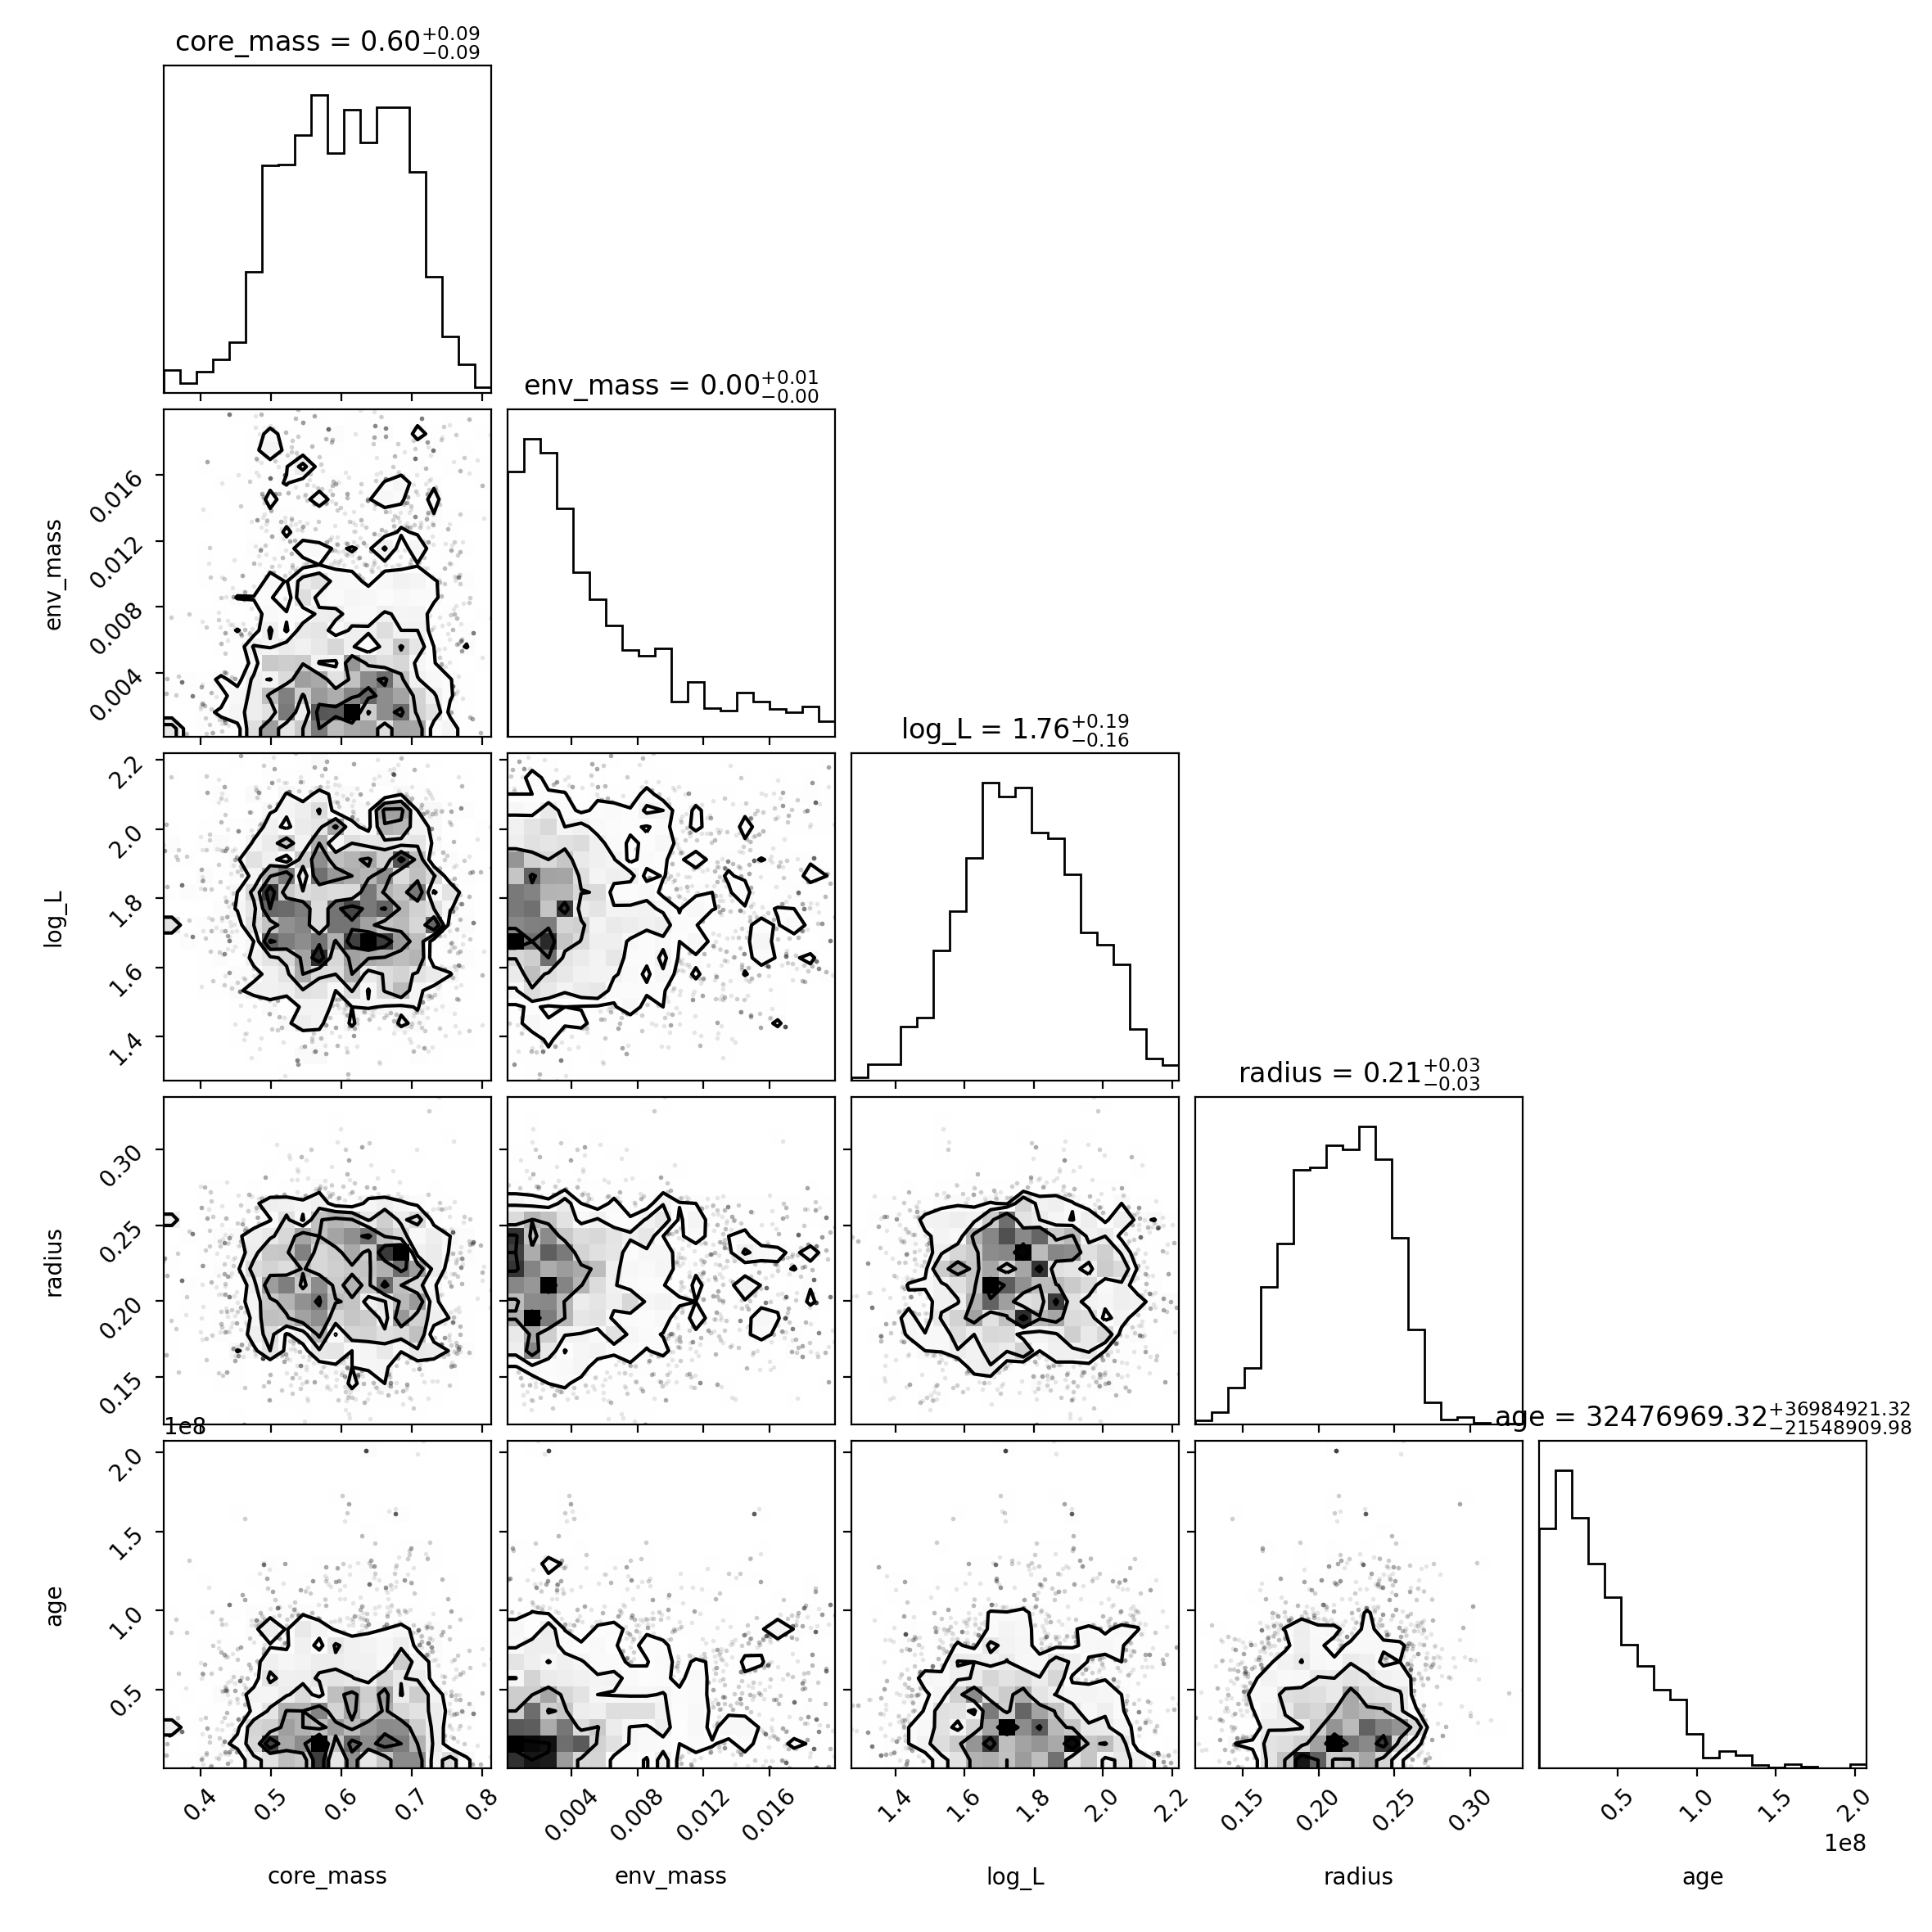 core_mass = 0.60+0.09−0.09
env_mass = 0.00+0.01−0.00
env_mass
0.016
0.012
0.008
0.004
log_L = 1.76+0.19−0.16
log_L
2.2
2.0
1.8
1.6
1.4
radius = 0.21+0.03−0.03
radius
0.30
0.25
0.20
0.15
1e8
age = 32476969.32+36984921.32−21548909.98
age
2.0
1.5
1.0
0.5
0.4 0.5 0.6 0.7 0.8 0.004 0.008 0.012 0.016 1.4 1.6 1.8 2.0 2.2 0.15 0.20 0.25 0.30 0.5 1.0 1.5 2.0
1e8
core_mass env_mass log_L radius age